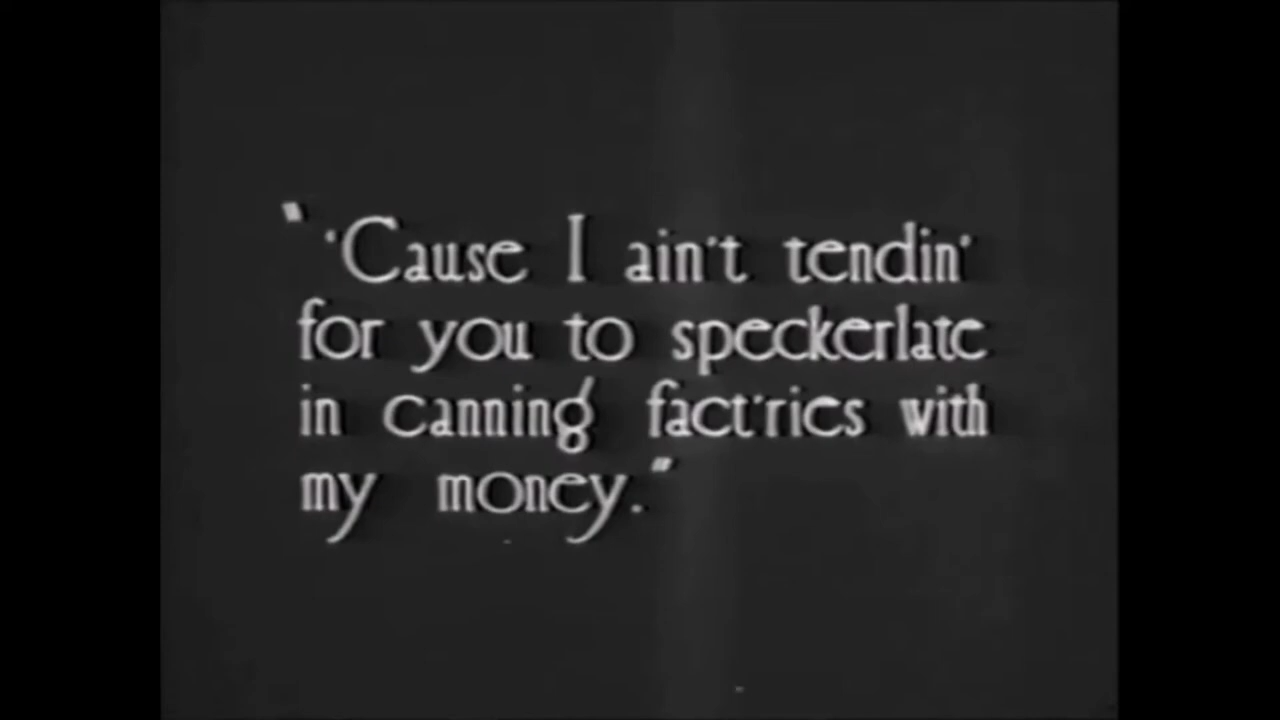 "'Cause I ain't tendin'
for you to speckerlate
in canning fact'ries with
my money."